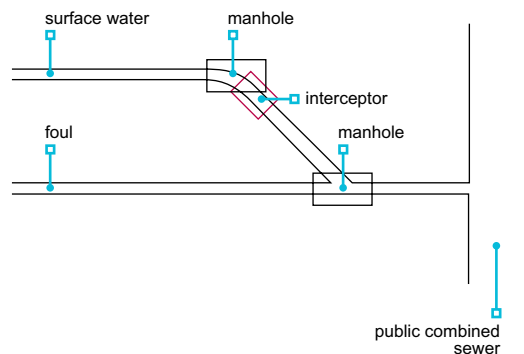 surface water
manhole
interceptor
foul
manhole
public combined
sewer